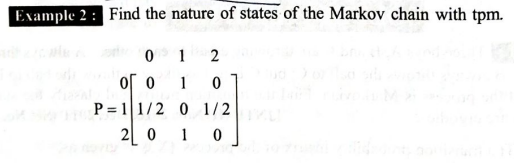 Example 2 : Find the nature of states of the Markov chain with tpm.
0 1 2
0 0 1 0
P = 1 1/2 0 1/2
2 0 1 0